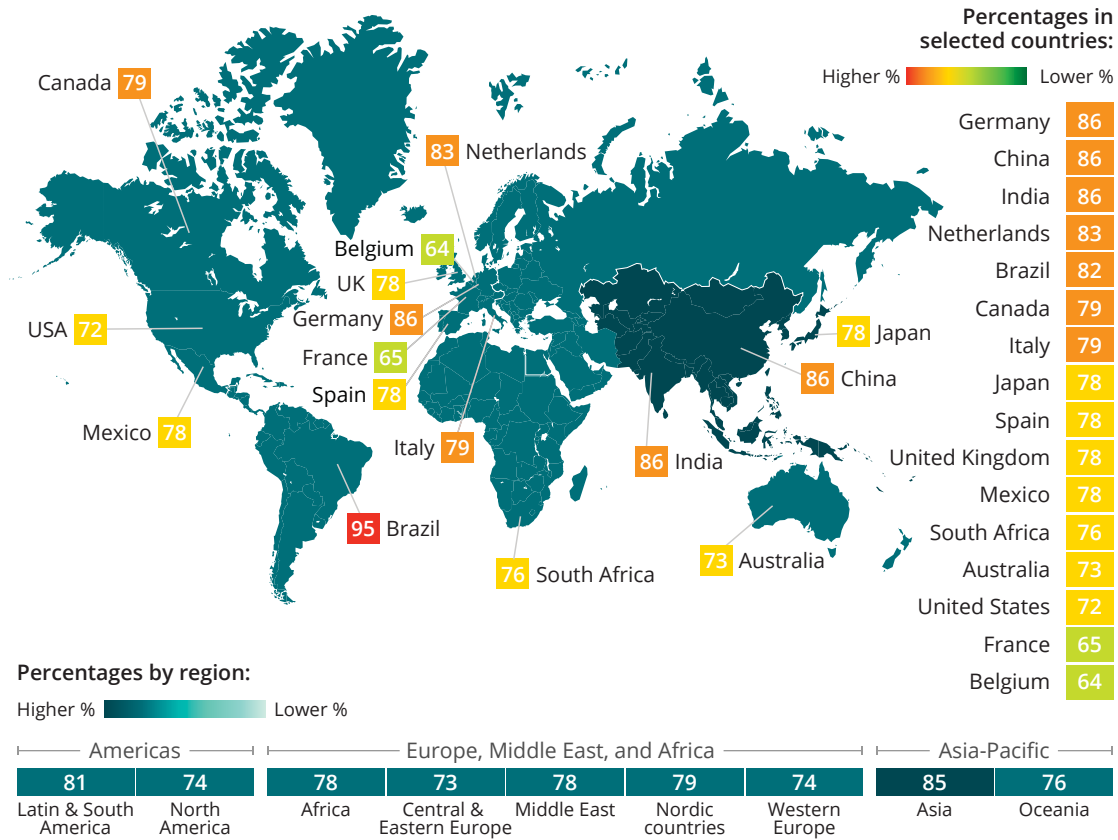 Percentages in
selected countries:
Higher % Lower %
Canada 79
83 Netherlands
Belgium 64
UK 78
Germany 86
USA 72
France 65
Spain 78
78 Japan
86 China
Mexico 78
Italy 79
86 India
95 Brazil
73 Australia
76 South Africa
Germany 86
China 86
India 86
Netherlands 83
Brazil 82
Canada 79
Italy 79
Japan 78
Spain 78
United Kingdom 78
Mexico 78
South Africa 76
Australia 73
United States 72
France 65
Belgium 64
Percentages by region:
Higher % Lower %
Americas
81 74
Latin & South
America
North
America
Europe, Middle East, and Africa
78 73 78 79 74
Africa
Central &
Eastern Europe
Middle East
Nordic
countries
Western
Europe
Asia-Pacific
85 76
Asia
Oceania